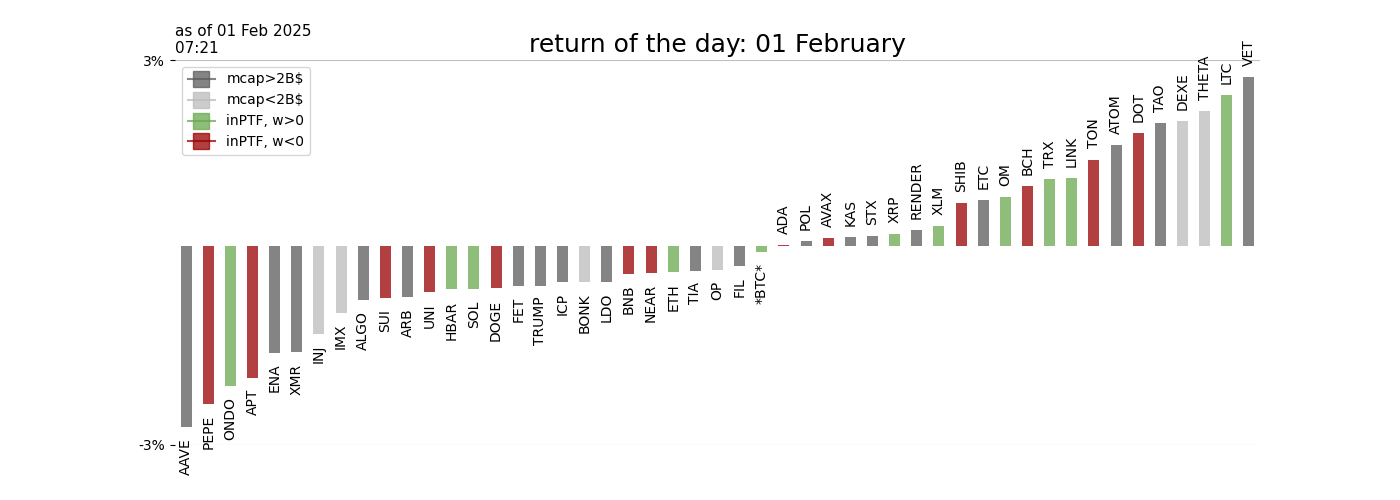 as of 01 Feb 2025
07:21
return of the day: 01 February
3%
-3%
mcap>2B$
mcap<2B$
inPTF, w>0
inPTF, w<0
AAVE
PEPE
ONDO
APT
ENA
XMR
INJ
IMX
ALGO
SUI
ARB
UNI
HBAR
SOL
DOGE
FET
TRUMP
ICP
BONK
LDO
BNB
NEAR
ETH
TIA
OP
FIL
*BTC*
ADA
POL
AVAX
KAS
STX
XRP
RENDER
XLM
SHIB
ETC
OM
BCH
TRX
LINK
TON
ATOM
DOT
TAO
DEXE
THETA
LTC
VET